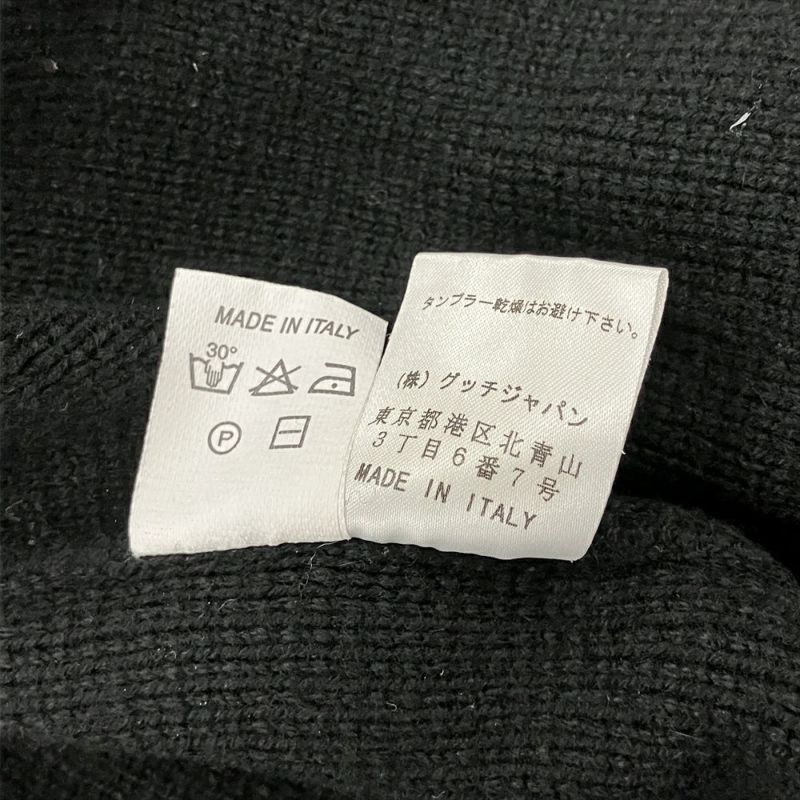 MADE IN ITALY
30°
P
タンブラー乾燥はお避け下さい。
(株)グッチジャパン
東京都港区北青山
3丁目6番7号
MADE IN ITALY